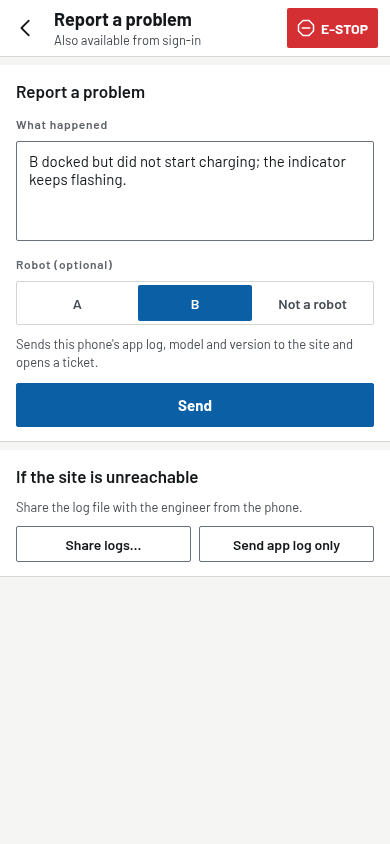 Report a problem
Also available from sign-in
E-STOP
Report a problem
What happened
B docked but did not start charging; the indicator
keeps flashing.
Robot (optional)
A
B
Not a robot
Sends this phone's app log, model and version to the site and
opens a ticket.
Send
If the site is unreachable
Share the log file with the engineer from the phone.
Share logs...
Send app log only